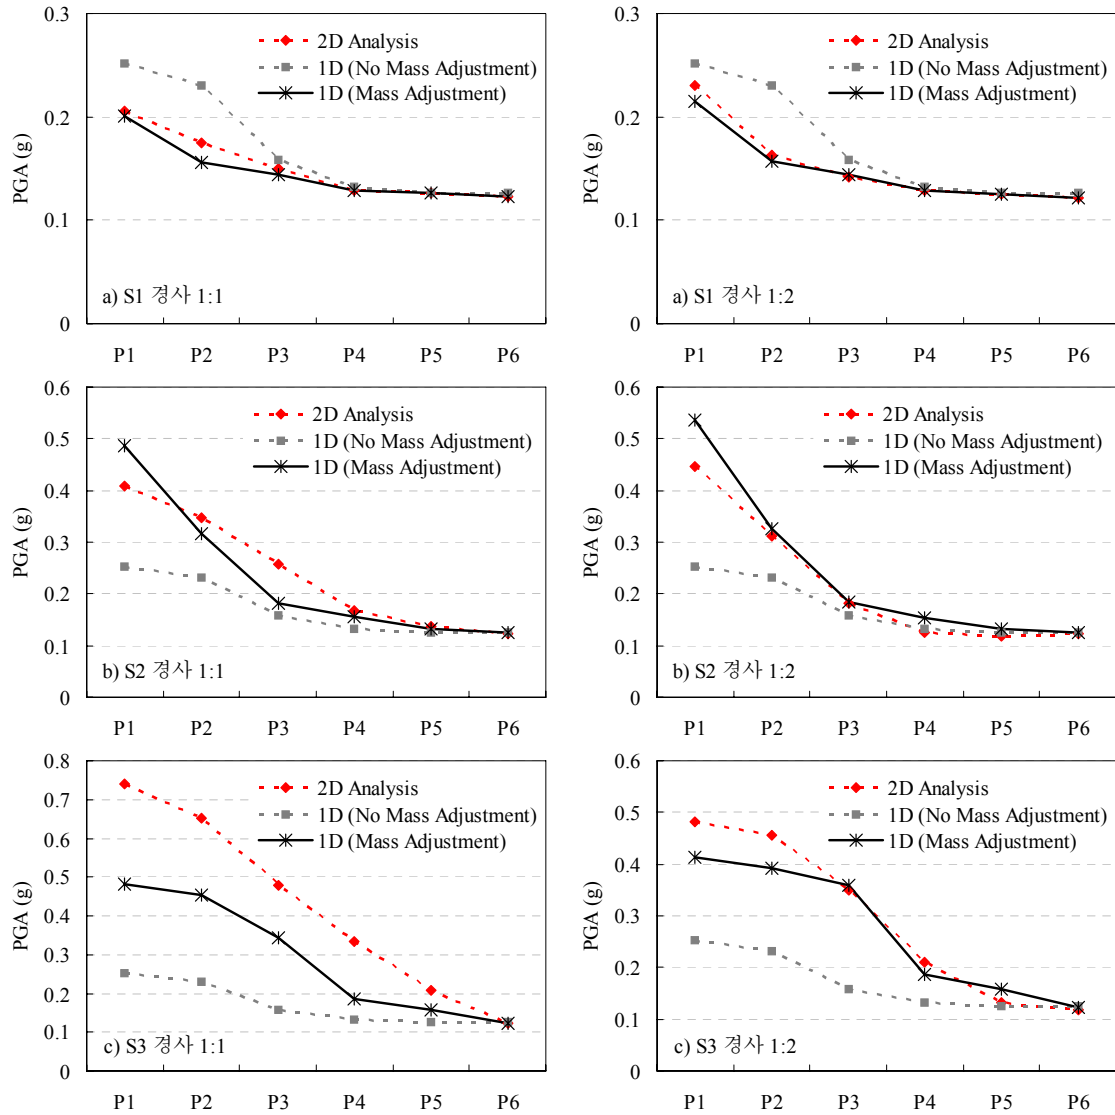 0.3
0.2
0.1
0
PGA (g)
2D Analysis
1D (No Mass Adjustment)
1D (Mass Adjustment)
a) S1 경사 1:1
P1 P2 P3 P4 P5 P6
0.3
0.2
0.1
0
PGA (g)
2D Analysis
1D (No Mass Adjustment)
1D (Mass Adjustment)
a) S1 경사 1:2
P1 P2 P3 P4 P5 P6
0.6
0.5
0.4
0.3
0.2
0.1
0
PGA (g)
2D Analysis
1D (No Mass Adjustment)
1D (Mass Adjustment)
b) S2 경사 1:1
P1 P2 P3 P4 P5 P6
0.6
0.5
0.4
0.3
0.2
0.1
0
PGA (g)
2D Analysis
1D (No Mass Adjustment)
1D (Mass Adjustment)
b) S2 경사 1:2
P1 P2 P3 P4 P5 P6
0.8
0.7
0.6
0.5
0.4
0.3
0.2
0.1
0
PGA (g)
2D Analysis
1D (No Mass Adjustment)
1D (Mass Adjustment)
c) S3 경사 1:1
P1 P2 P3 P4 P5 P6
0.6
0.5
0.4
0.3
0.2
0.1
0
PGA (g)
2D Analysis
1D (No Mass Adjustment)
1D (Mass Adjustment)
c) S3 경사 1:2
P1 P2 P3 P4 P5 P6